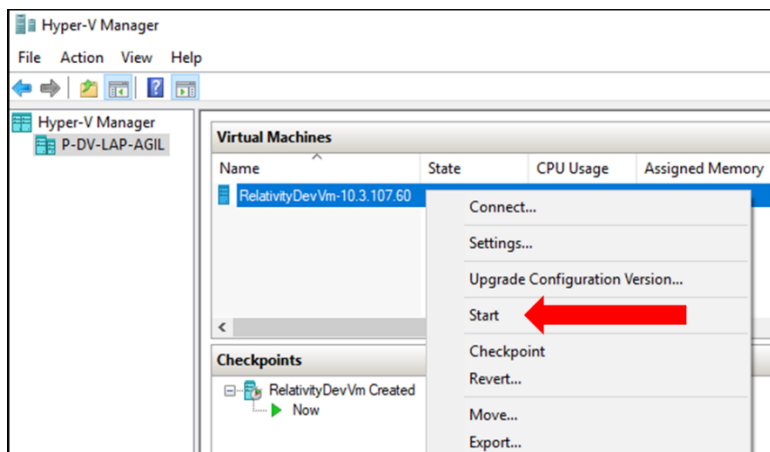 Hyper-V Manager
File Action View Help
Hyper-V Manager
P-DV-LAP-AGIL
Virtual Machines
Name State CPU Usage Assigned Memory
RelativityDevVm-10.3.107.60
Connect...
Settings...
Upgrade Configuration Version...
Start
Checkpoint
Revert...
Move...
Export...
Checkpoints
RelativityDevVm Created
Now